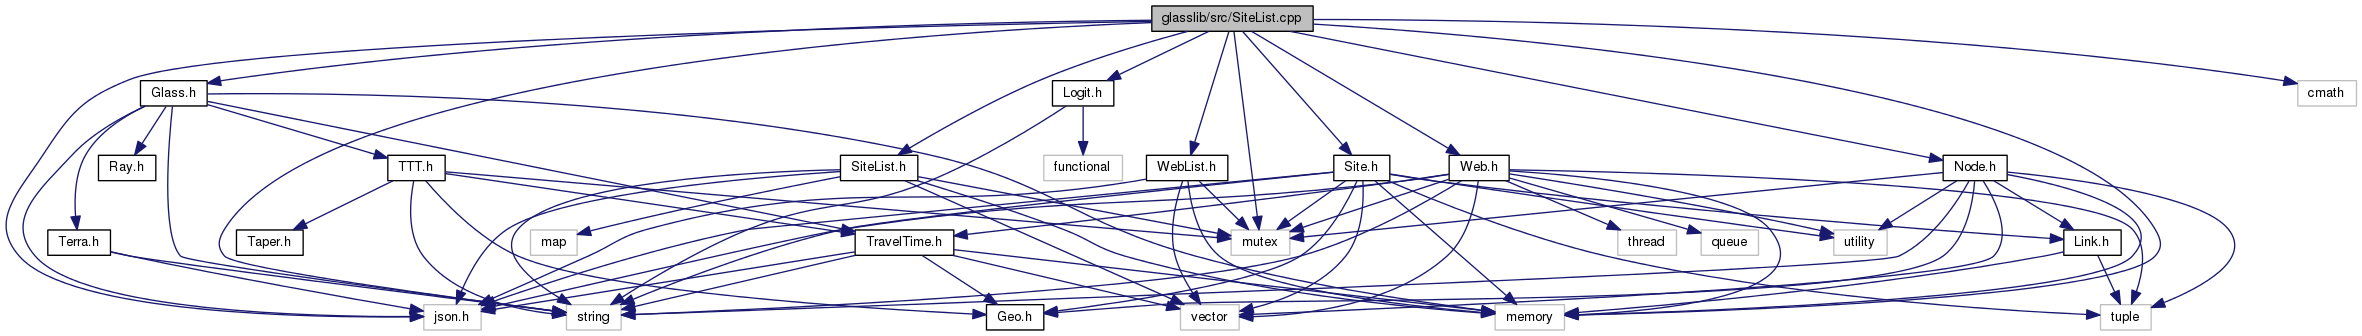 glasslib/src/SiteList.cpp
Glass.h
Logit.h
cmath
Ray.h
TTT.h
SiteList.h
functional
WebList.h
Site.h
Web.h
Node.h
Terra.h
Taper.h
TravelTime.h
map
mutex
thread
queue
utility
Link.h
json.h
string
Geo.h
vector
memory
tuple